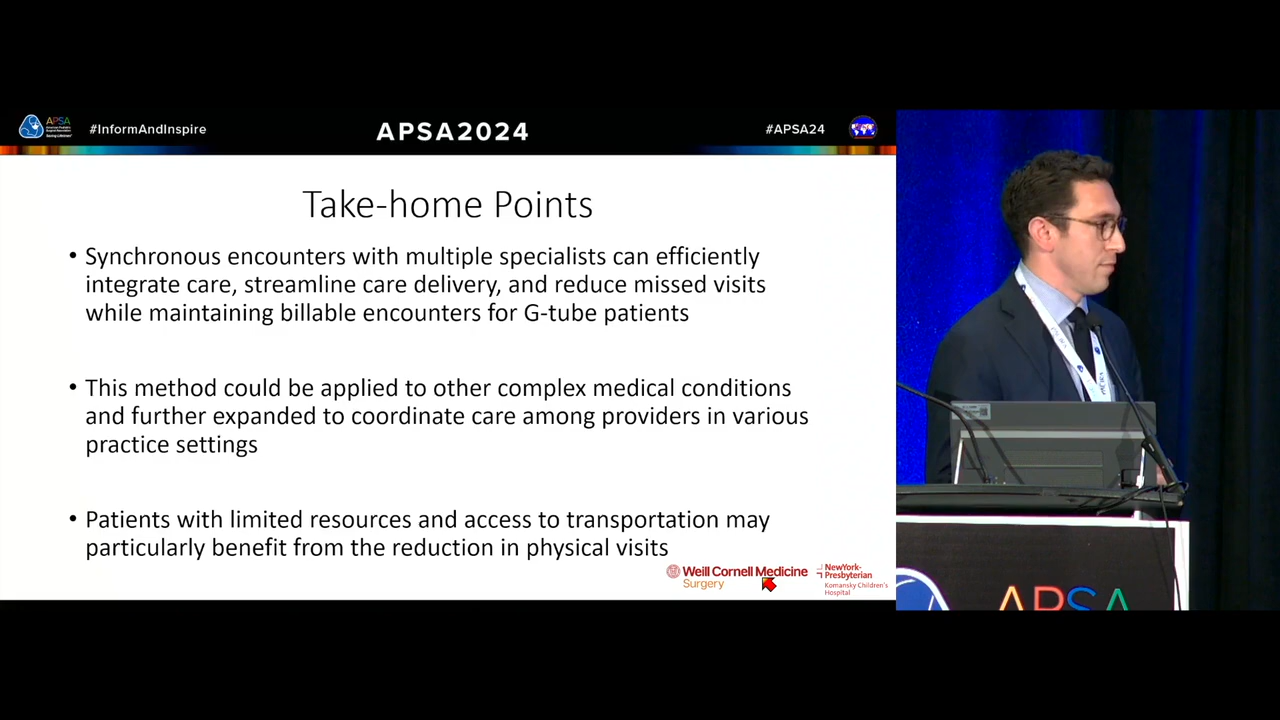 APSA
#InformAndInspire
APSA2024
#APSA24
Take-home Points
• Synchronous encounters with multiple specialists can efficiently
integrate care, streamline care delivery, and reduce missed visits
while maintaining billable encounters for G-tube patients
• This method could be applied to other complex medical conditions
and further expanded to coordinate care among providers in various
practice settings
• Patients with limited resources and access to transportation may
particularly benefit from the reduction in physical visits
Weill Cornell Medicine
Surgery
NewYork-
Presbyterian
Komansky Children's
Hospital
APSA